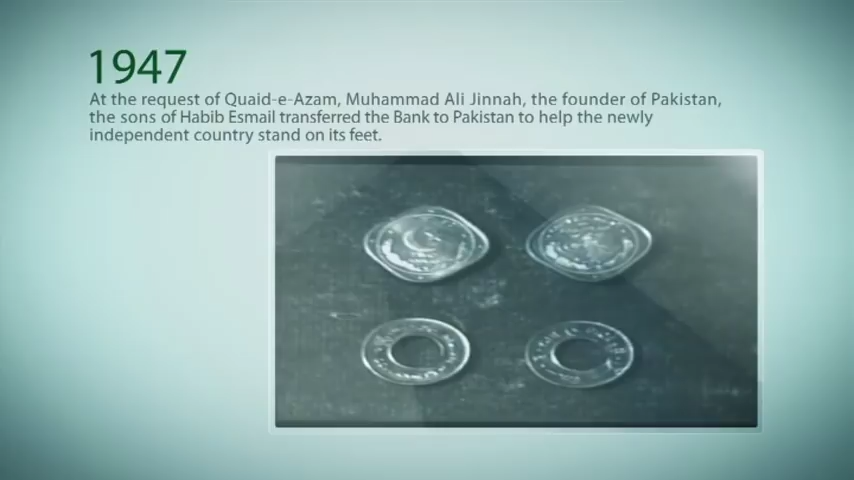 1947
At the request of Quaid-e-Azam, Muhammad Ali Jinnah, the founder of Pakistan,
the sons of Habib Esmail transferred the Bank to Pakistan to help the newly
independent country stand on its feet.